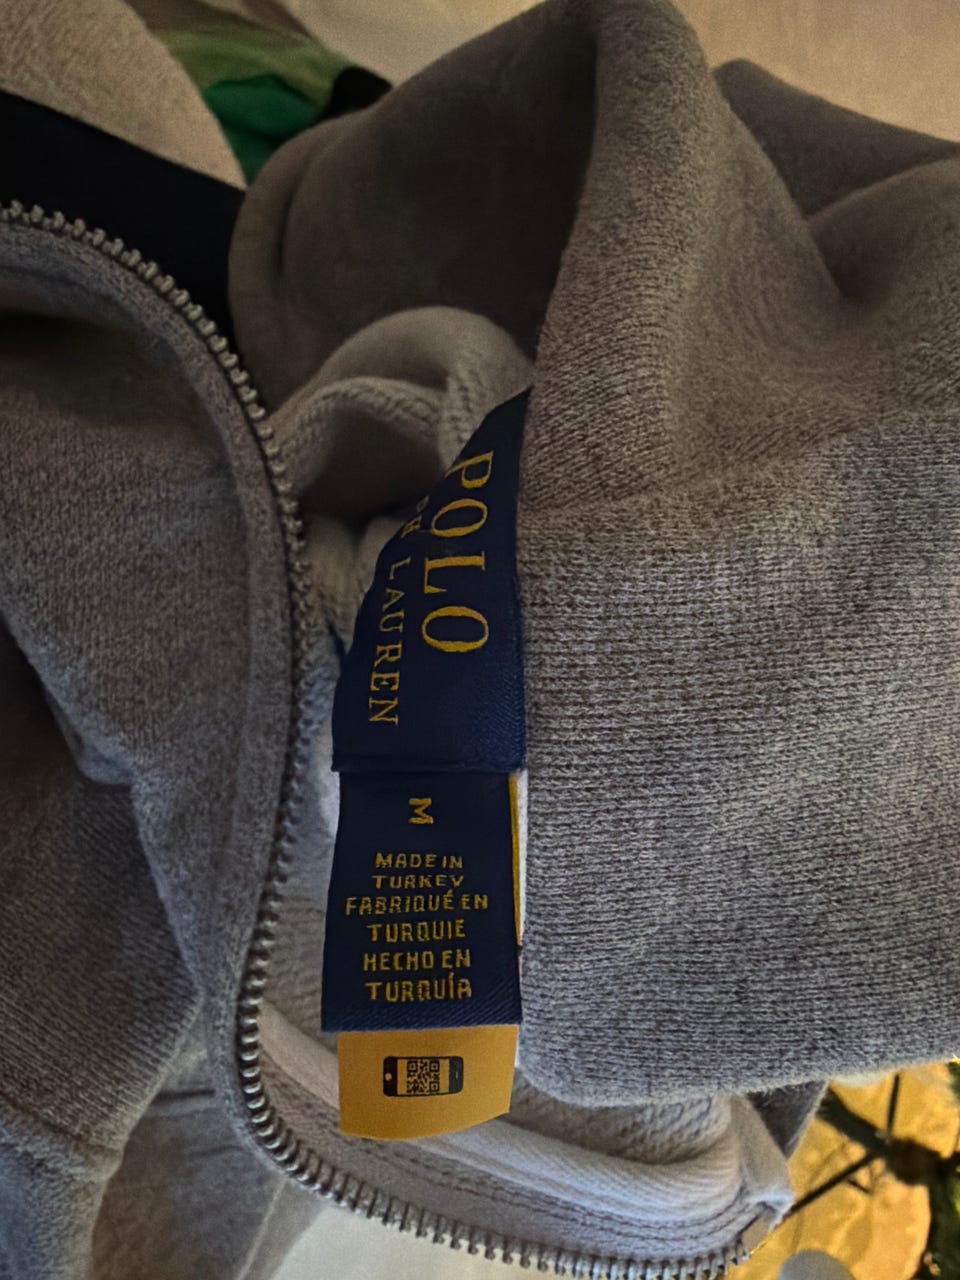 POLO
LAUREN
M
MADE IN
TURKEY
FABRIQUÉ EN
TURQUIE
HECHO EN
TURQUÍA